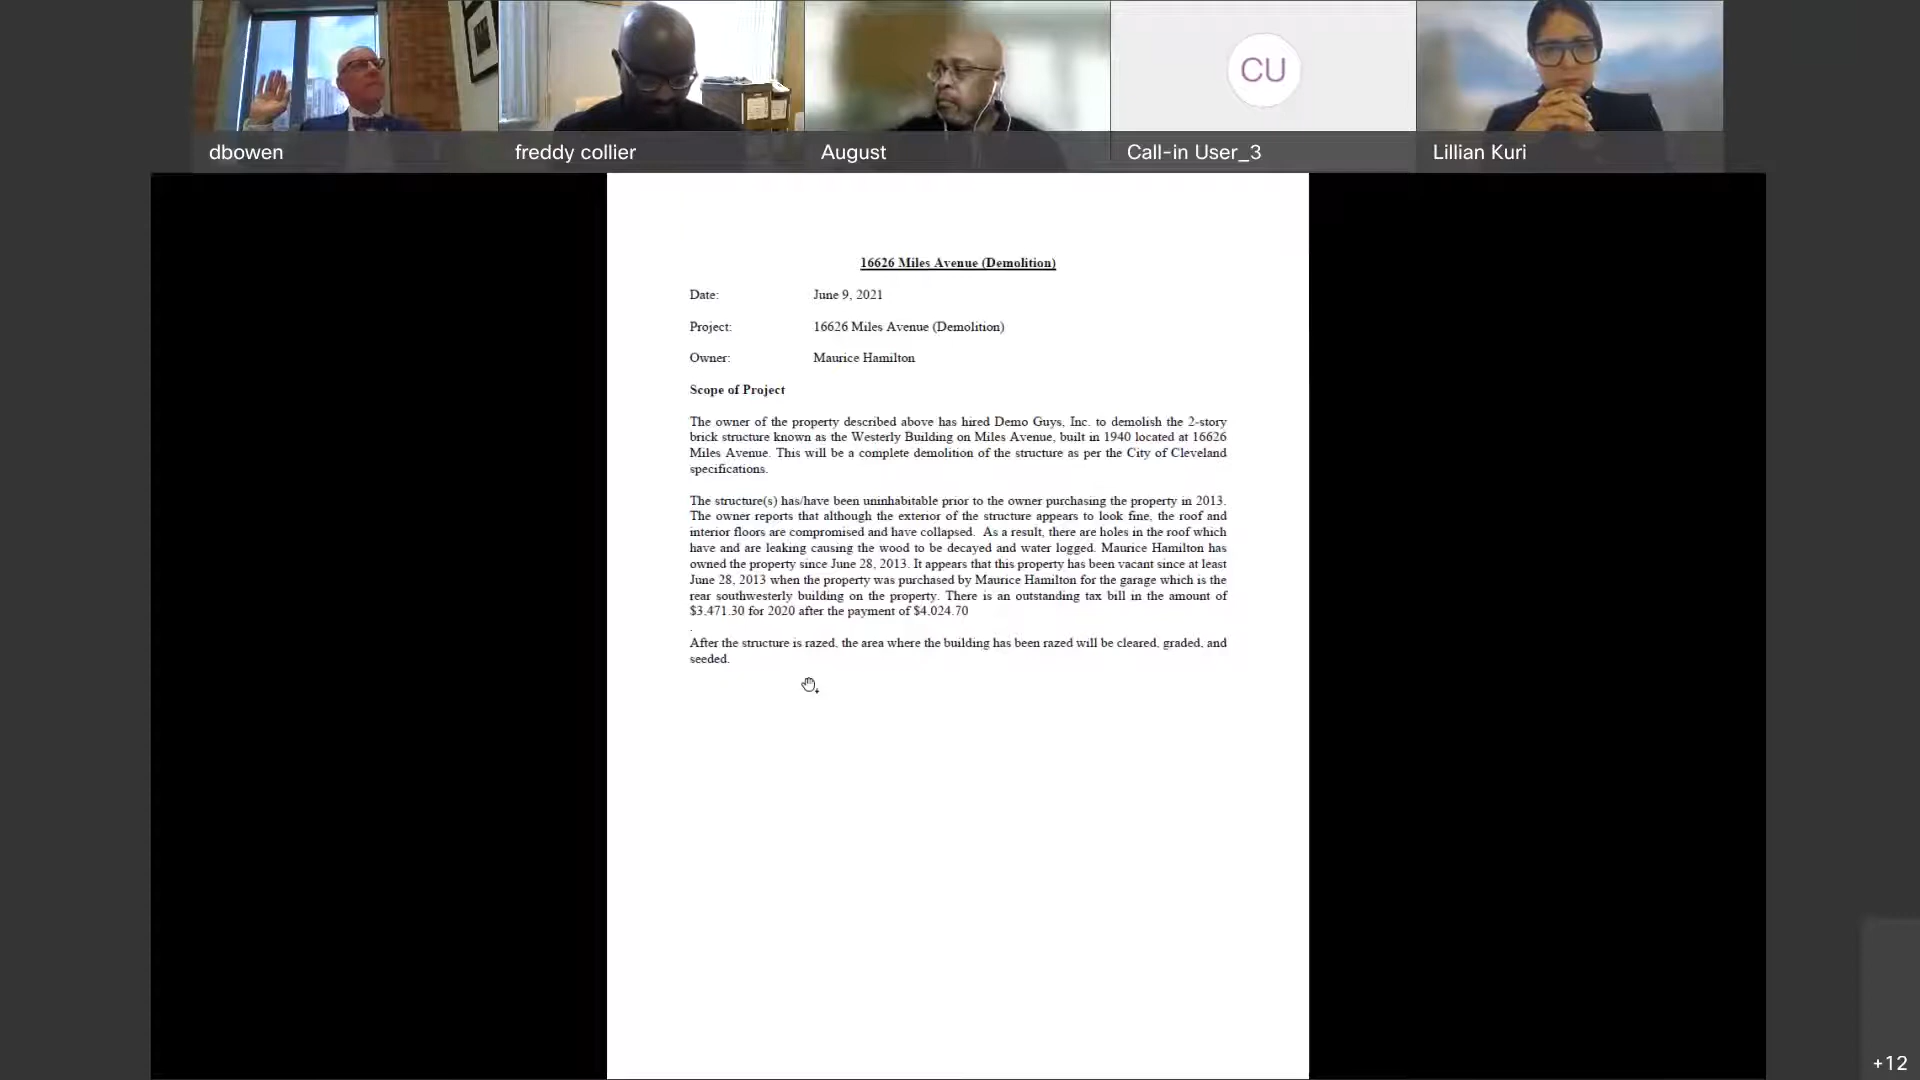 CU
dbowen
freddy collier
August
Call-in User_3
Lillian Kuri
16626 Miles Avenue (Demolition)
Date: June 9, 2021
Project: 16626 Miles Avenue (Demolition)
Owner: Maurice Hamilton
Scope of Project
The owner of the property described above has hired Demo Guys, Inc. to demolish the 2-story
brick structure known as the Westerly Building on Miles Avenue, built in 1940 located at 16626
Miles Avenue. This will be a complete demolition of the structure as per the City of Cleveland
specifications.
The structure(s) has/have been uninhabitable prior to the owner purchasing the property in 2013.
The owner reports that although the exterior of the structure appears to look fine, the roof and
interior floors are compromised and have collapsed. As a result, there are holes in the roof which
have and are leaking causing the wood to be decayed and water logged. Maurice Hamilton has
owned the property since June 28, 2013. It appears that this property has been vacant since at least
June 28, 2013 when the property was purchased by Maurice Hamilton for the garage which is the
rear southwesterly building on the property. There is an outstanding tax bill in the amount of
$3,471.30 for 2020 after the payment of $4,024.70
.
After the structure is razed, the area where the building has been razed will be cleared, graded, and
seeded.
+12